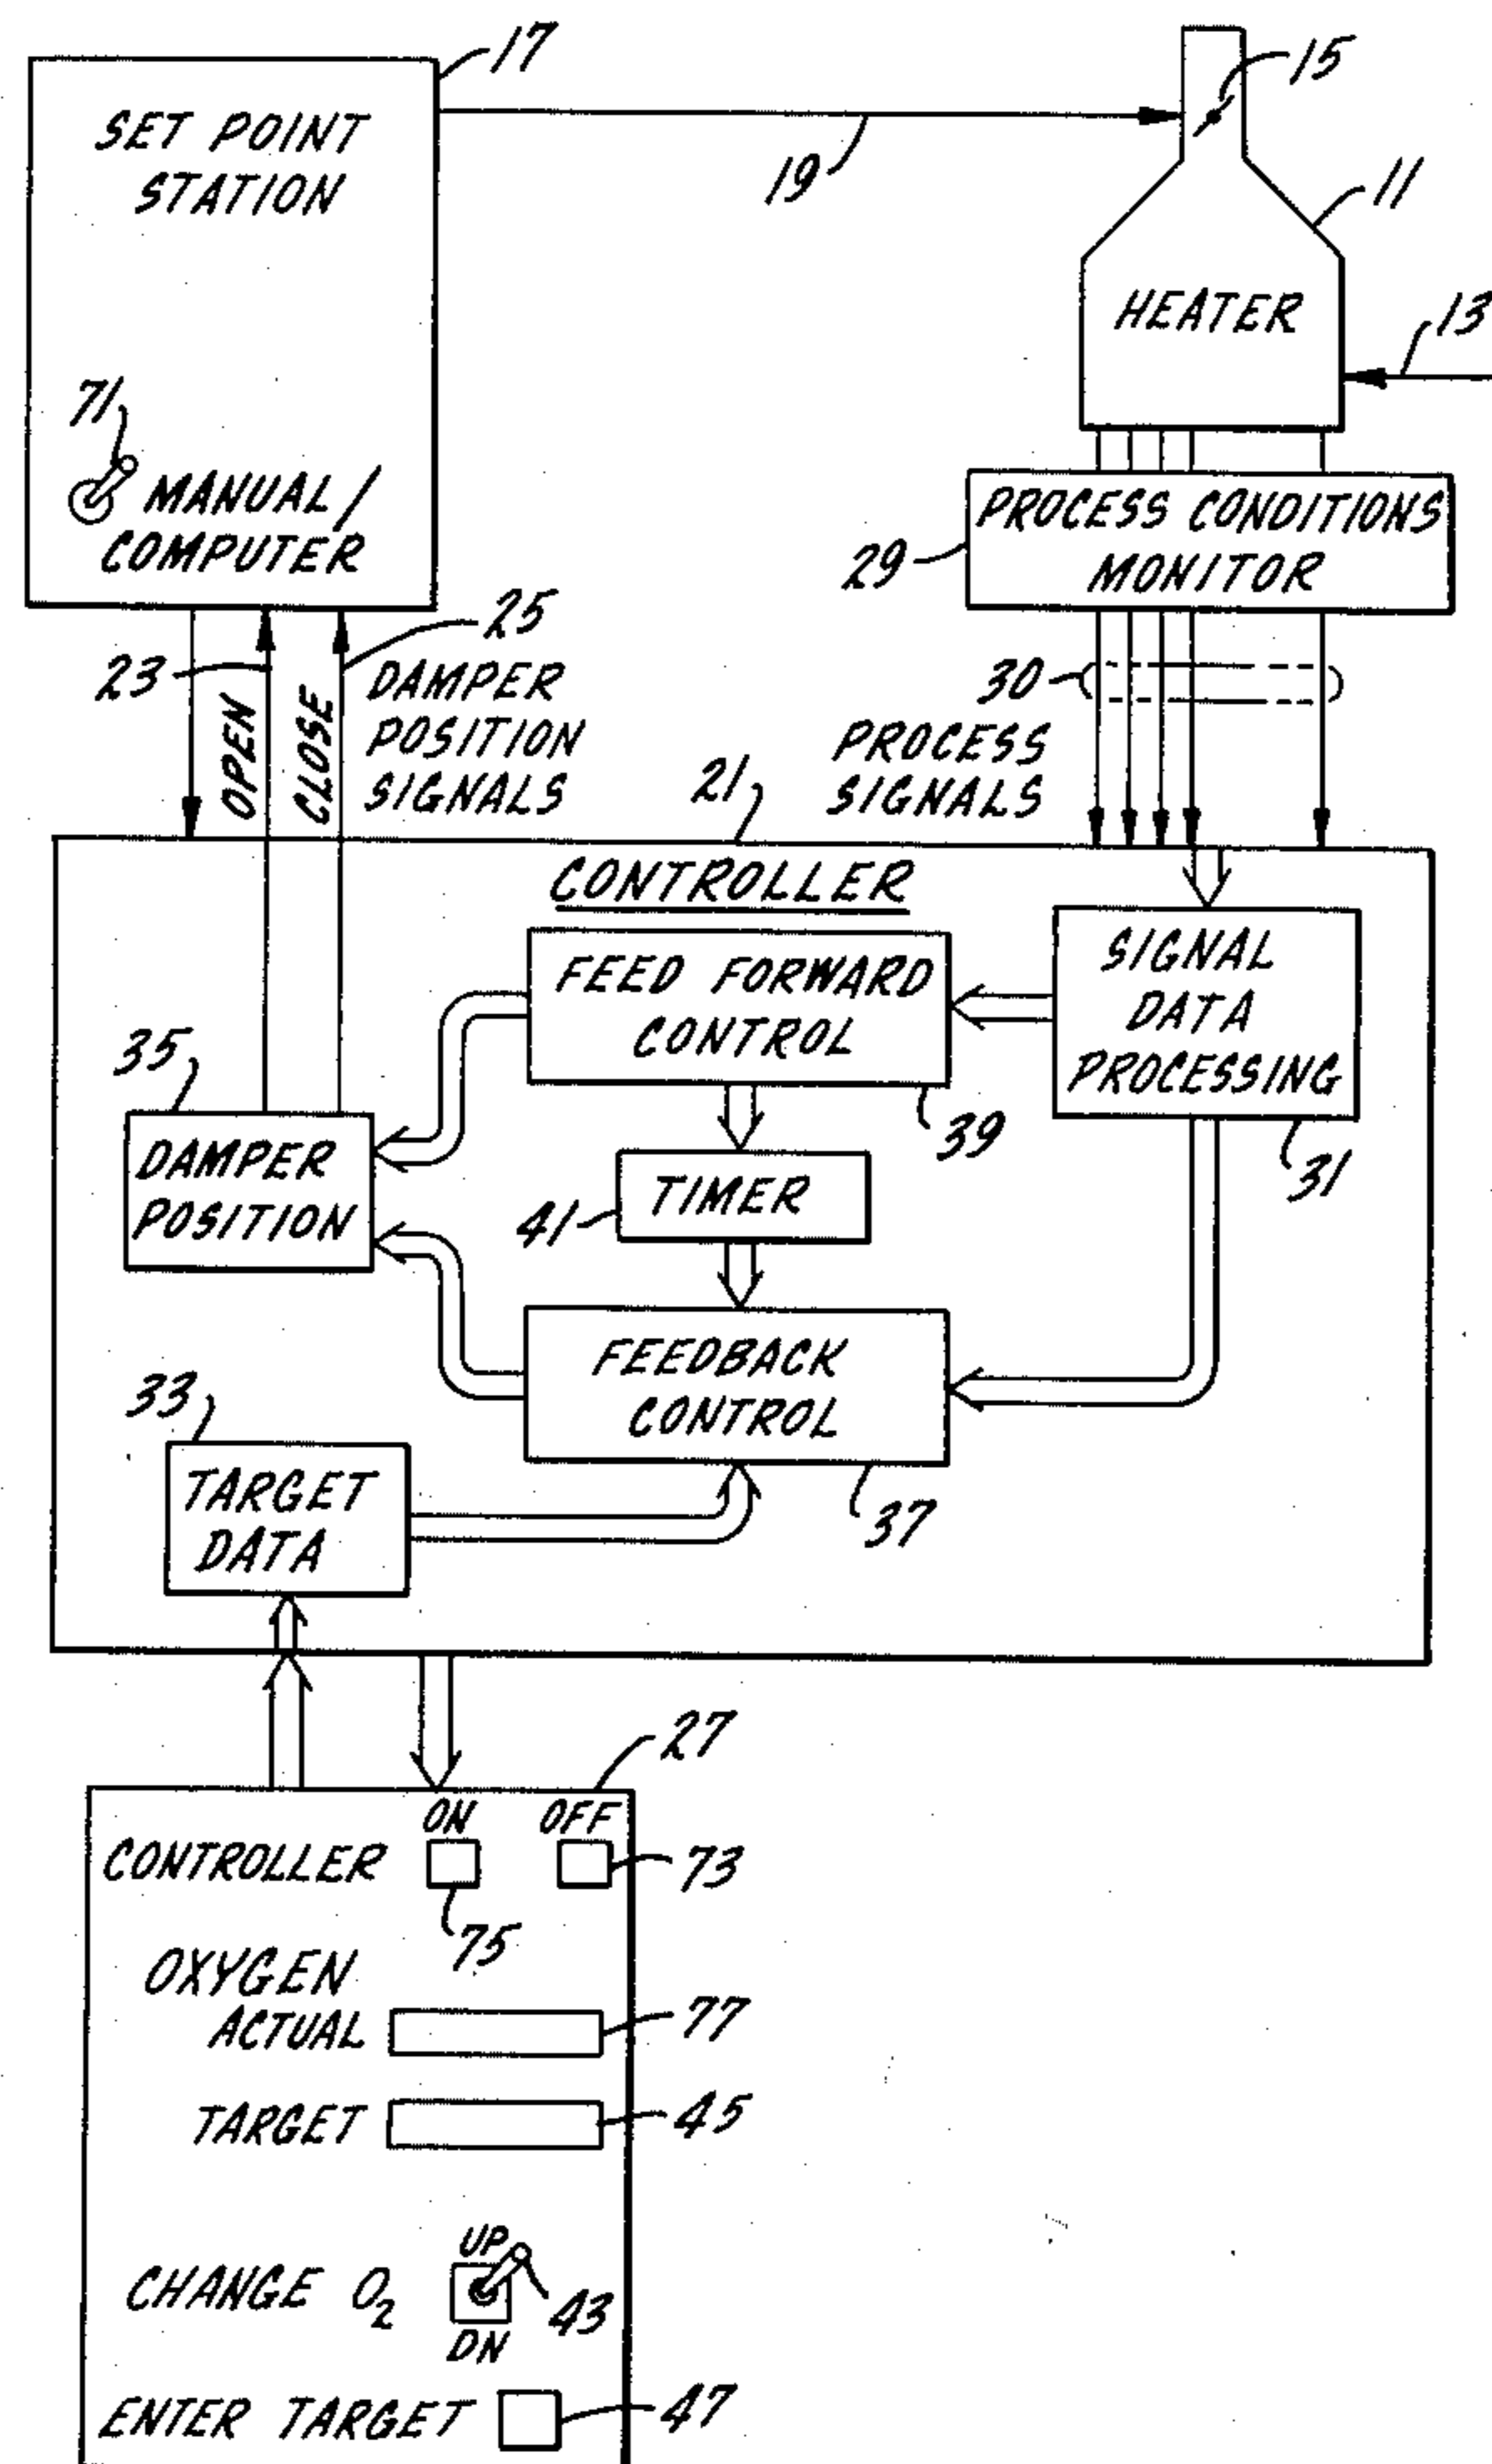 17
15
SET POINT
STATION
19
11
HEATER
13
71
MANUAL/
COMPUTER
PROCESS CONDITIONS
MONITOR
29
25
23
OPEN
CLOSE
DAMPER
POSITION
SIGNALS
30
PROCESS
SIGNALS
21
CONTROLLER
FEED FORWARD
CONTROL
SIGNAL
DATA
PROCESSING
35
39
31
DAMPER
POSITION
TIMER
41
FEEDBACK
CONTROL
33
37
TARGET
DATA
27
ON
OFF
CONTROLLER
73
75
OXYGEN
ACTUAL
77
TARGET
45
UP
CHANGE O₂
43
DN
ENTER TARGET
47